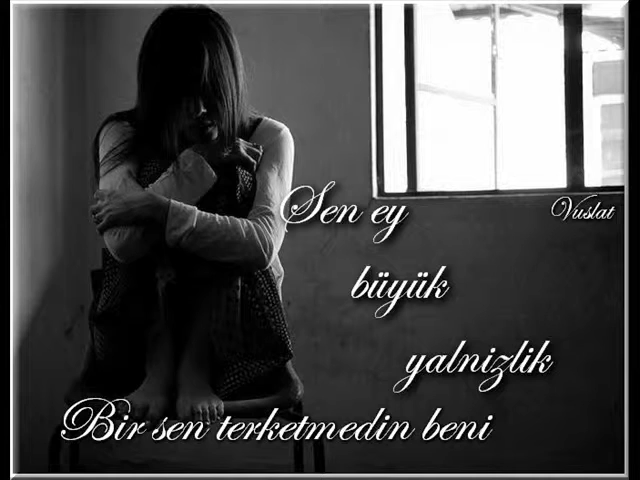 Sen ey
Vuslat
büyük
yalnizlik
Bir sen terketmedin beni